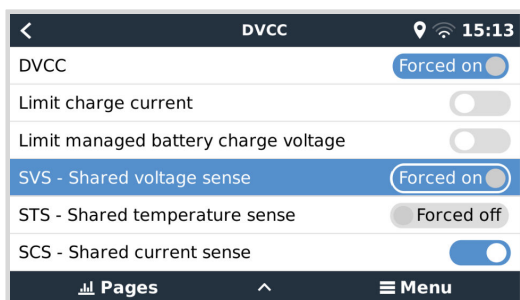 DVCC 15:13
DVCC Forced on
Limit charge current
Limit managed battery charge voltage
SVS - Shared voltage sense Forced on
STS - Shared temperature sense Forced off
SCS - Shared current sense
Pages Menu